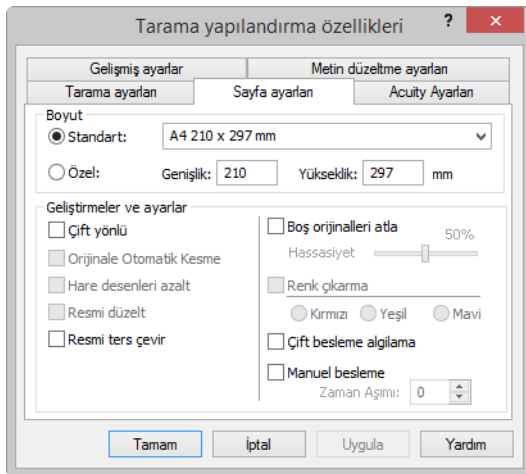 Tarama yapılandırma özellikleri ?
Gelişmiş ayarlar Metin düzeltme ayarları
Tarama ayarları Sayfa ayarları Acuity Ayarları
Boyut
Standart: A4 210 x 297 mm
Özel: Genişlik: 210 Yükseklik: 297 mm
Geliştirmeler ve ayarlar
Çift yönlü
Orijinale Otomatik Kesme
Hare desenleri azalt
Resmi düzelt
Resmi ters çevir
Boş orijinalleri atla
50%
Hassasiyet
Renk çıkarma
Kırmızı Yeşil Mavi
Çift besleme algilama
Manuel besleme
Zaman Aşımı: 0
Tamam İptal Uygula Yardım